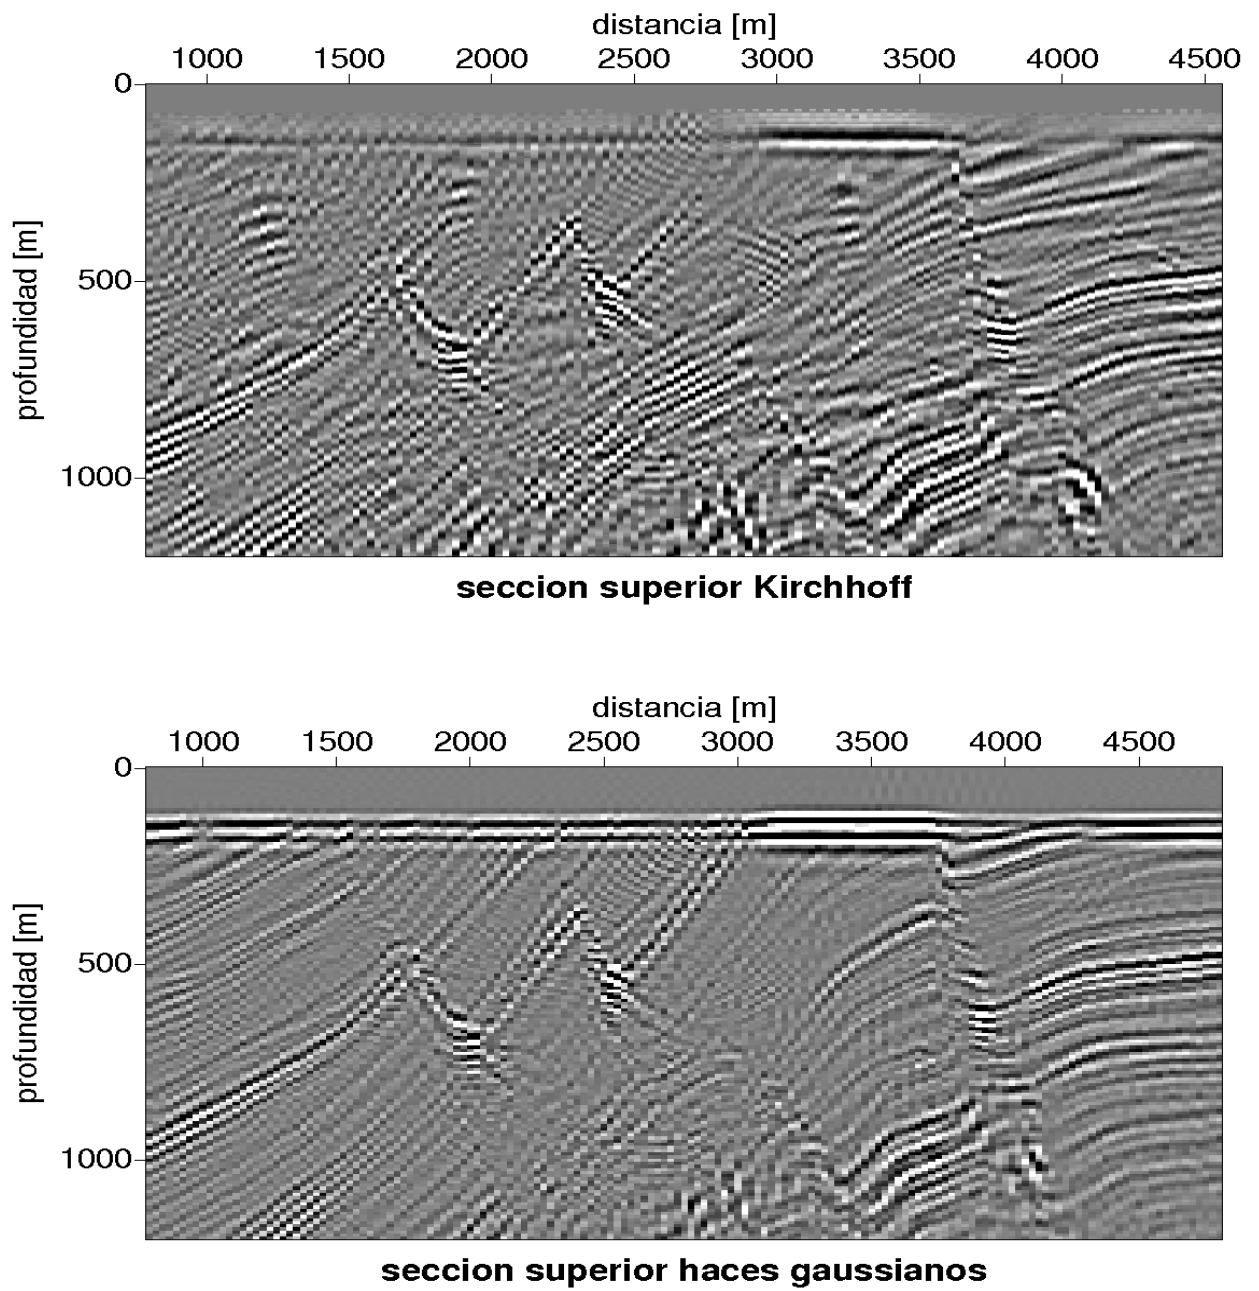 distancia [m]
1000 1500 2000 2500 3000 3500 4000 4500
0
500
1000
profundidad [m]
seccion superior Kirchhoff
distancia [m]
1000 1500 2000 2500 3000 3500 4000 4500
0
500
1000
profundidad [m]
seccion superior haces gaussianos